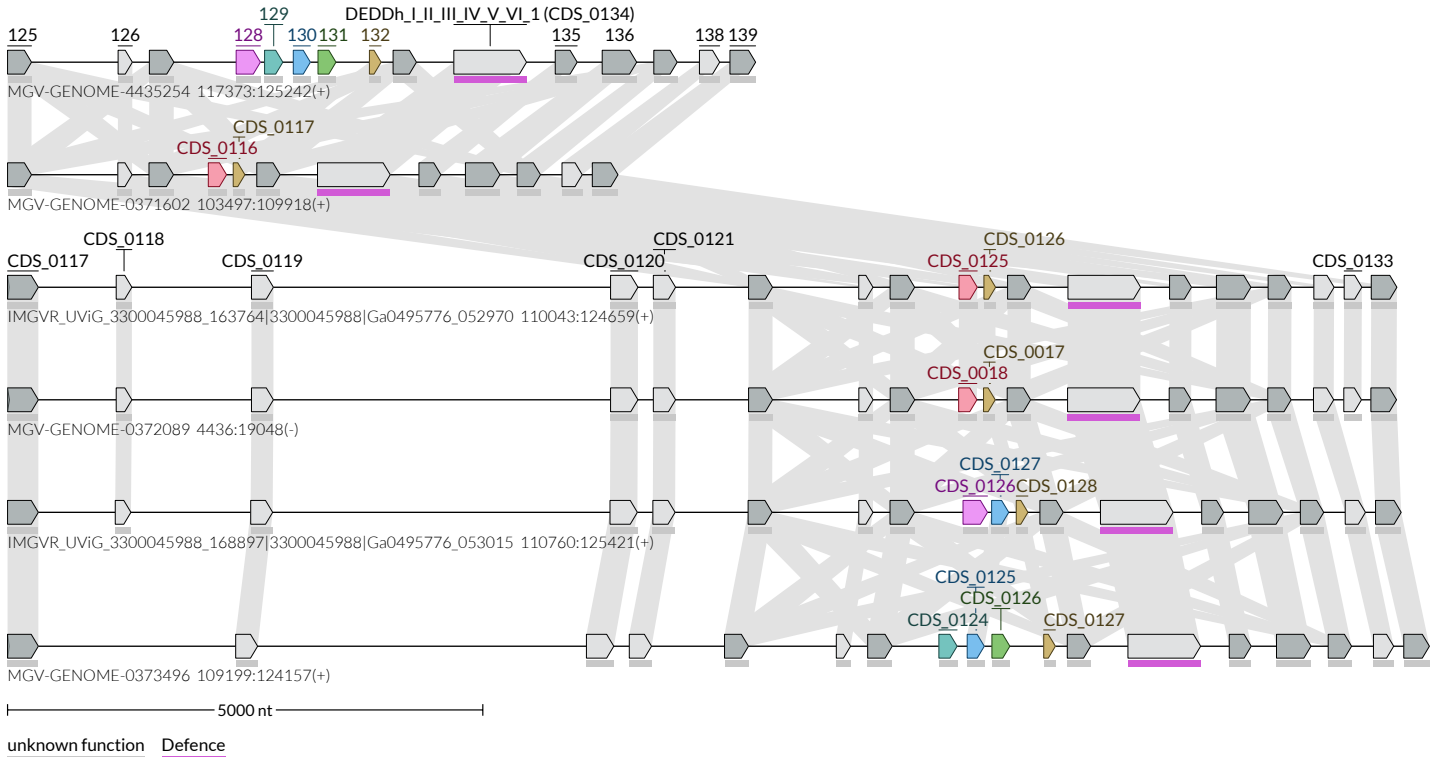 129 DEDDh_I_II_III_IV_V_VI_1 (CDS_0134)
125 126 128 130 131 132 135 136 138 139
MGV-GENOME-4435254 117373:125242(+)
CDS_0117
CDS_0116
MGV-GENOME-0371602 103497:109918(+)
CDS_0118 CDS_0121 CDS_0126
CDS_0117 CDS_0119 CDS_0120 CDS_0125 CDS_0133
IMGVR_UViG_3300045988_163764|3300045988|Ga0495776_052970 110043:124659(+)
CDS_0017
CDS_0018
MGV-GENOME-0372089 4436:19048(-)
CDS_0127
CDS_0126 CDS_0128
IMGVR_UViG_3300045988_168897|3300045988|Ga0495776_053015 110760:125421(+)
CDS_0125
CDS_0126
CDS_0124 CDS_0127
MGV-GENOME-0373496 109199:124157(+)
5000 nt
unknown function Defence